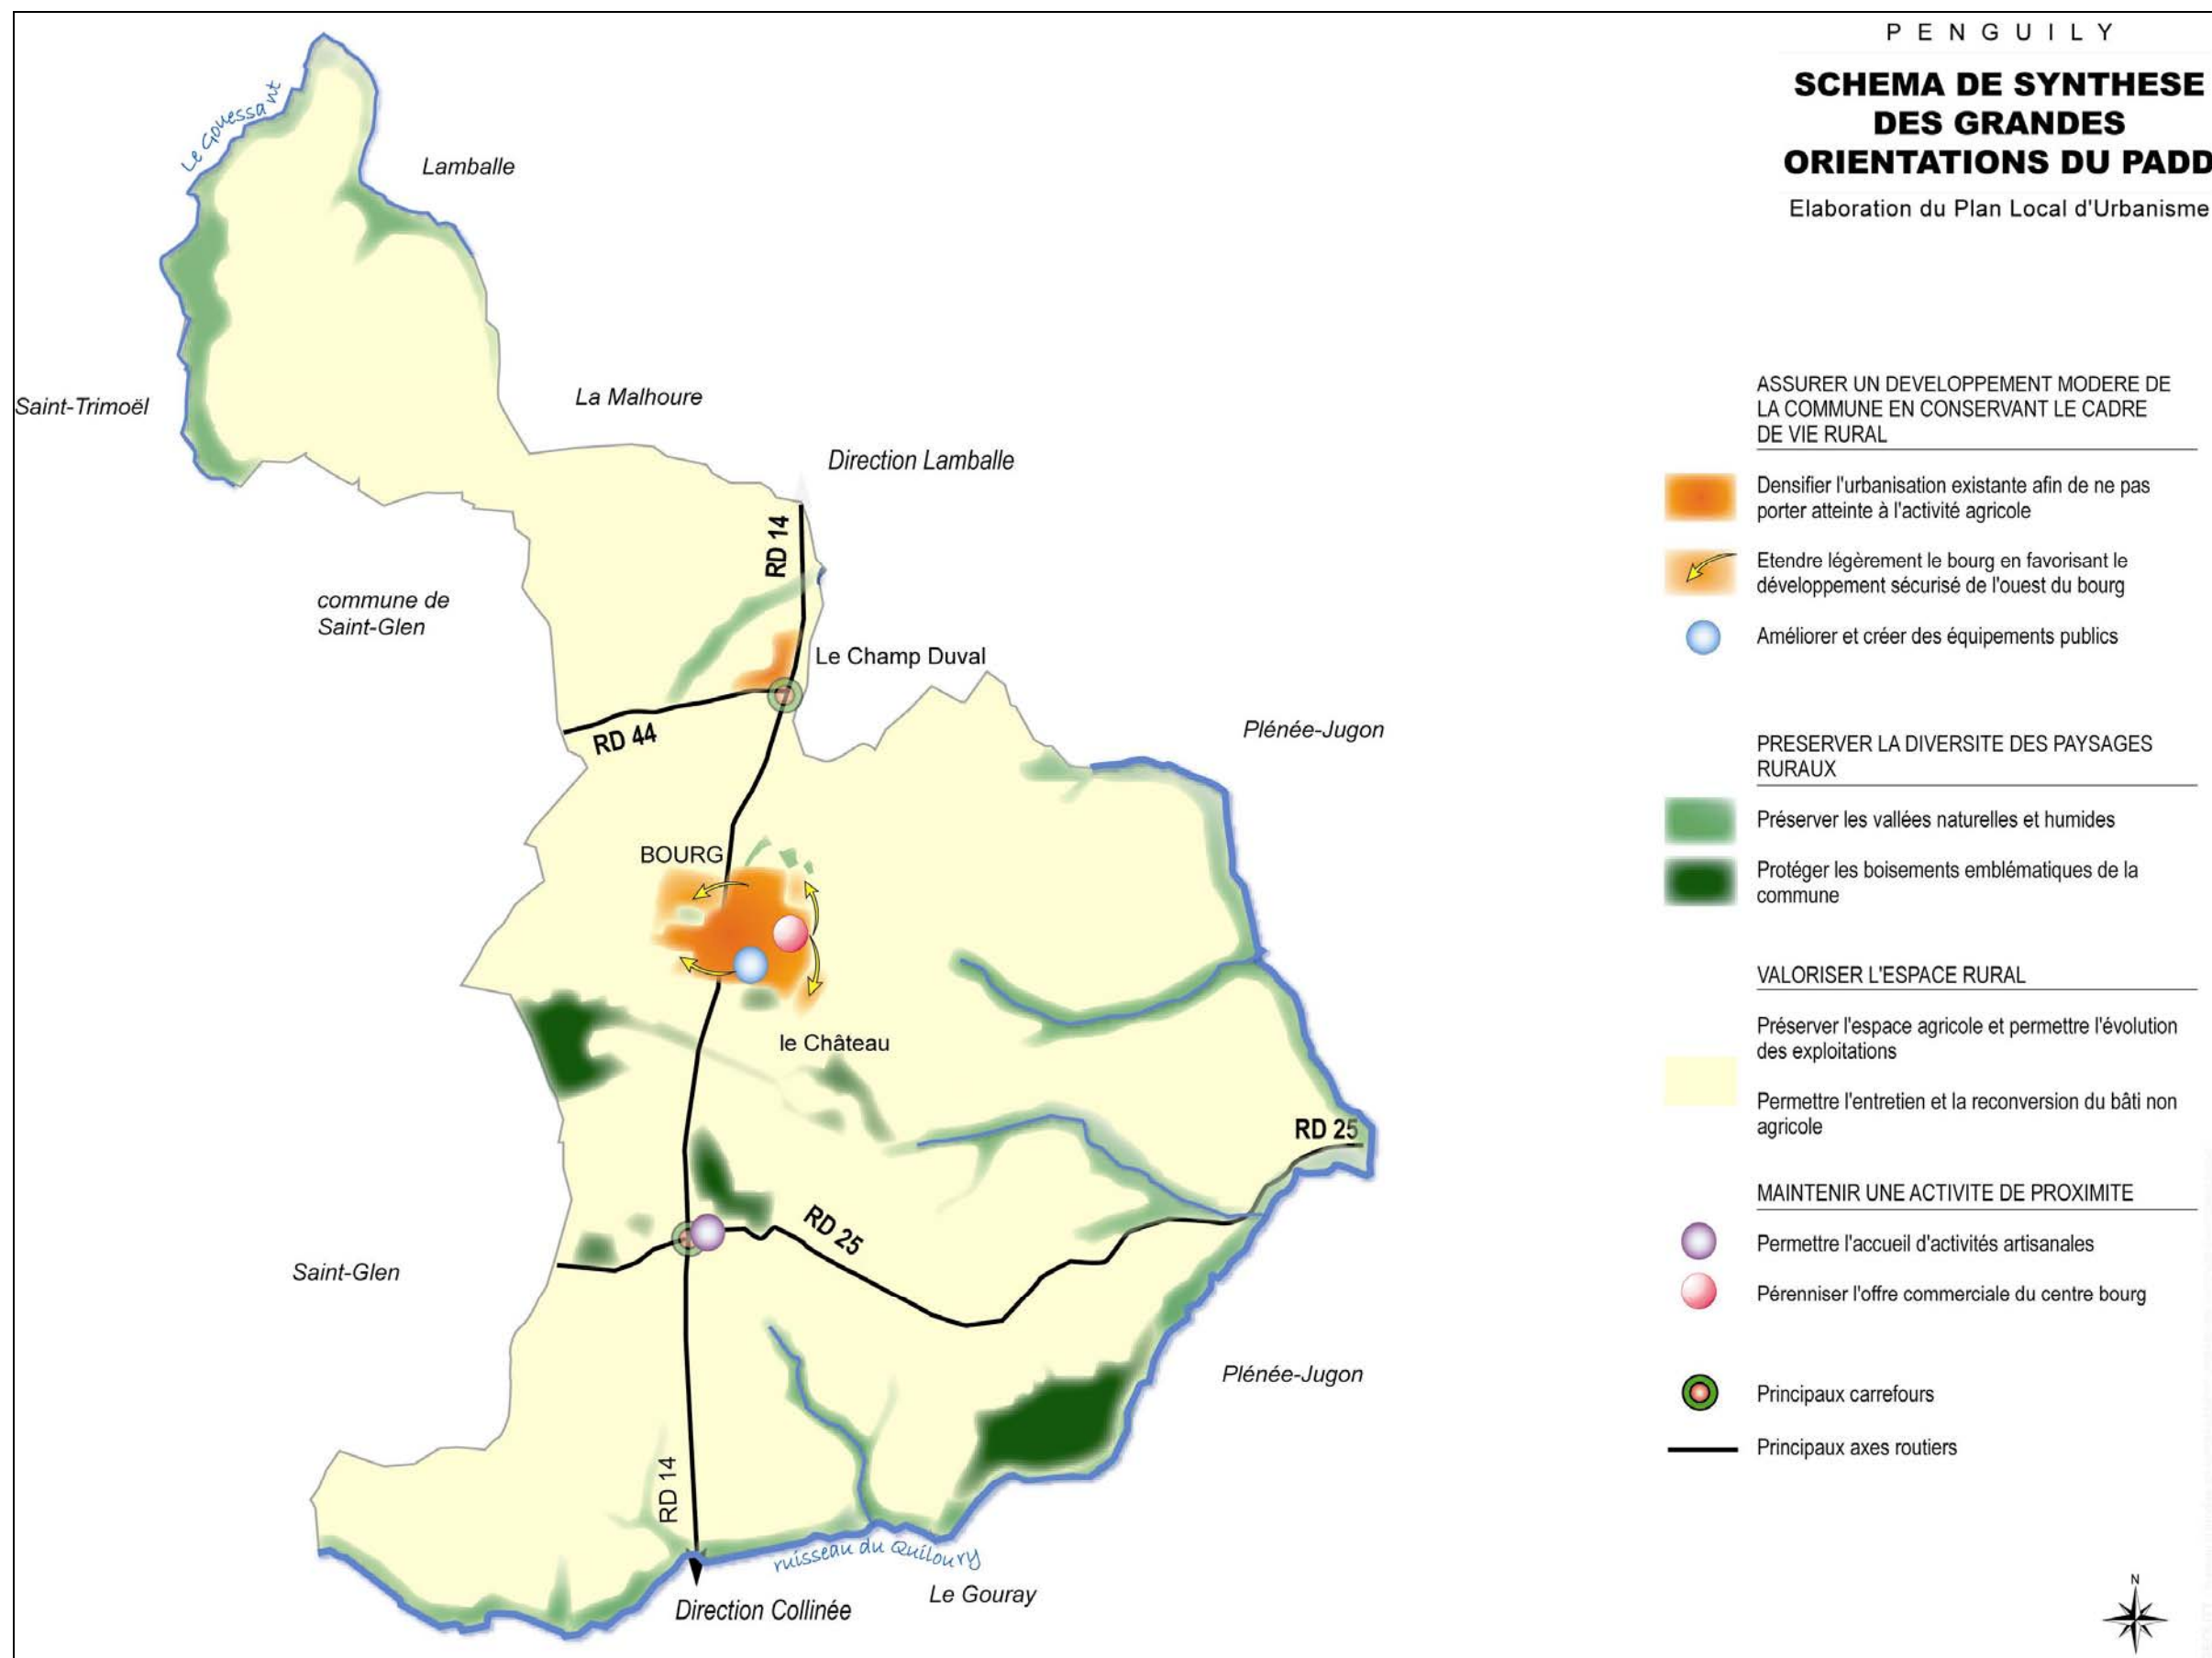 PENGUILY
SCHEMA DE SYNTHESE
DES GRANDES
ORIENTATIONS DU PADD
Elaboration du Plan Local d'Urbanisme
Le Gouessant
Lamballe
Saint-Trimoël
La Malhoure
Direction Lamballe
RD 14
commune de
Saint-Glen
Le Champ Duval
RD 44
Plénée-Jugon
BOURG
le Château
RD 25
RD 25
Saint-Glen
Plénée-Jugon
RD 14
ruisseau du Quiloury
Le Gouray
Direction Collinée
ASSURER UN DEVELOPPEMENT MODERE DE
LA COMMUNE EN CONSERVANT LE CADRE
DE VIE RURAL
Densifier l'urbanisation existante afin de ne pas
porter atteinte à l'activité agricole
Etendre légèrement le bourg en favorisant le
développement sécurisé de l'ouest du bourg
Améliorer et créer des équipements publics
PRESERVER LA DIVERSITE DES PAYSAGES
RURAUX
Préserver les vallées naturelles et humides
Protéger les boisements emblématiques de la
commune
VALORISER L'ESPACE RURAL
Préserver l'espace agricole et permettre l'évolution
des exploitations
Permettre l'entretien et la reconversion du bâti non
agricole
MAINTENIR UNE ACTIVITE DE PROXIMITE
Permettre l'accueil d'activités artisanales
Pérenniser l'offre commerciale du centre bourg
Principaux carrefours
Principaux axes routiers
N